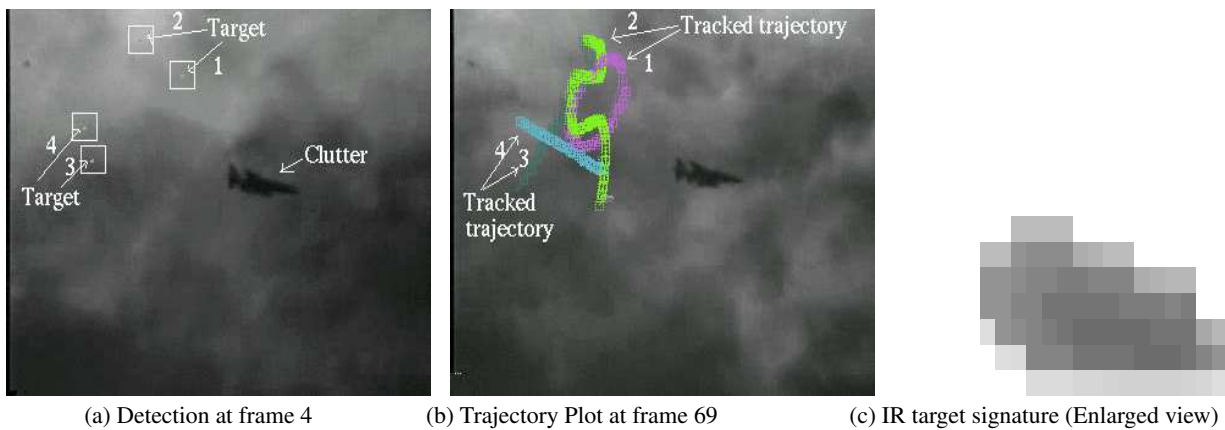 2
Target
1
4
3
Clutter
Target
2
Tracked trajectory
1
4
3
Tracked
trajectory
(a) Detection at frame 4
(b) Trajectory Plot at frame 69
(c) IR target signature (Enlarged view)